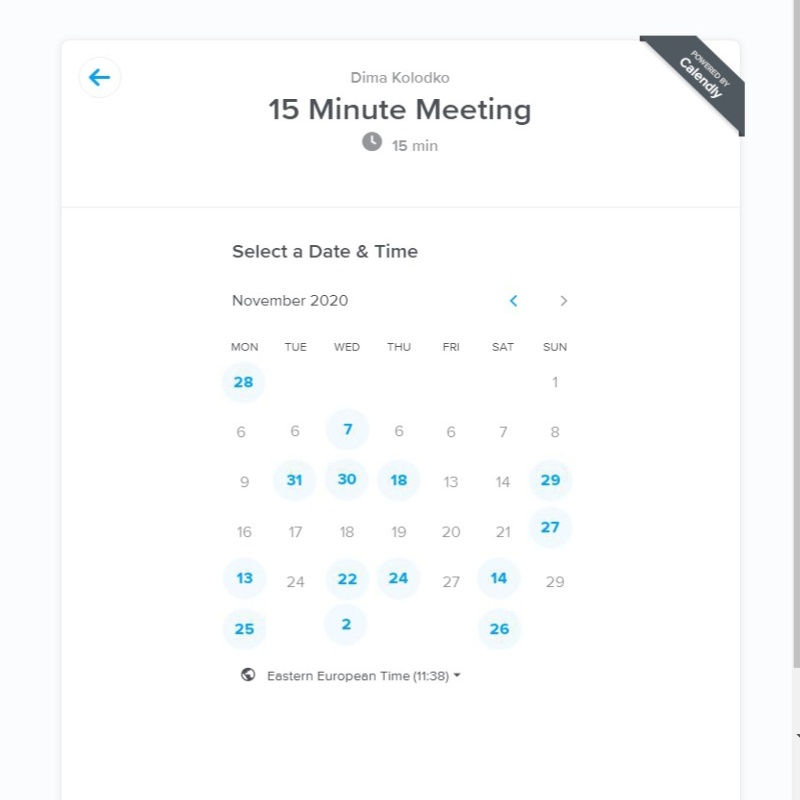 Dima Kolodko
POWERED BY
Calendly
15 Minute Meeting
15 min
Select a Date & Time
November 2020
MON TUE WED THU FRI SAT SUN
28 1
6 6 7 6 6 7 8
9 31 30 18 13 14 29
16 17 18 19 20 21 27
13 24 22 24 27 14 29
25 2 26
Eastern European Time (11:38)